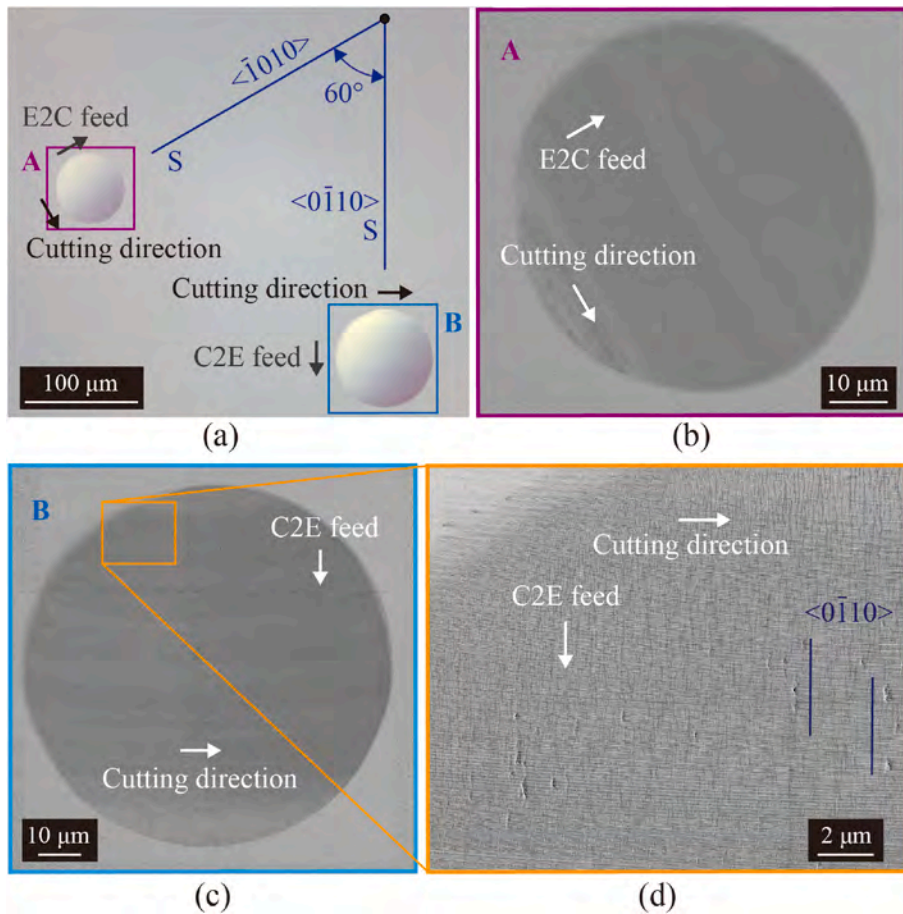 <1̄010>
60°
E2C feed
A
S
<01̄10>
S
Cutting direction
Cutting direction
B
C2E feed
100 μm
(a)
A
E2C feed
Cutting direction
10 μm
(b)
B
C2E feed
Cutting direction
10 μm
(c)
Cutting direction
C2E feed
<01̄10>
2 μm
(d)